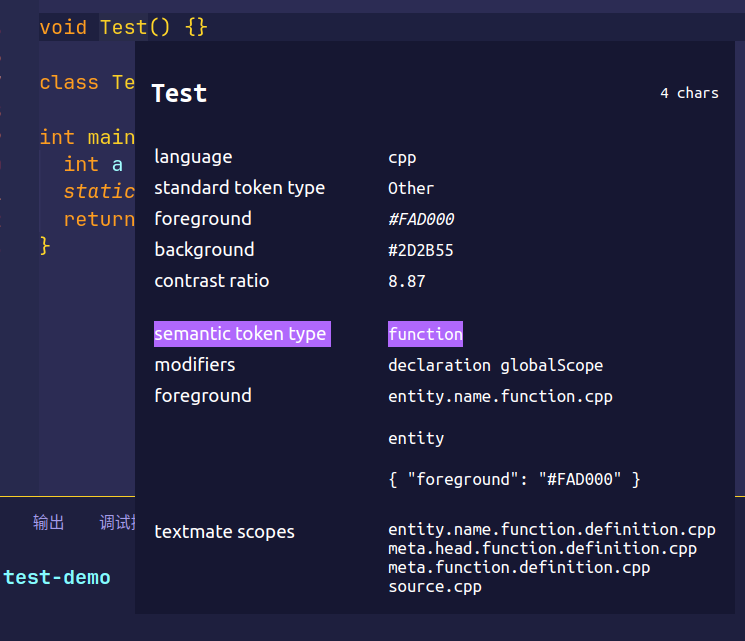 void Test() {}
class Te
int main
int a
static
return
}
Test 4 chars
language cpp
standard token type Other
foreground #FAD000
background #2D2B55
contrast ratio 8.87
semantic token type function
modifiers declaration globalScope
foreground entity.name.function.cpp
entity
{ "foreground": "#FAD000" }
textmate scopes entity.name.function.definition.cpp
meta.head.function.definition.cpp
meta.function.definition.cpp
source.cpp
输出 调试
test-demo